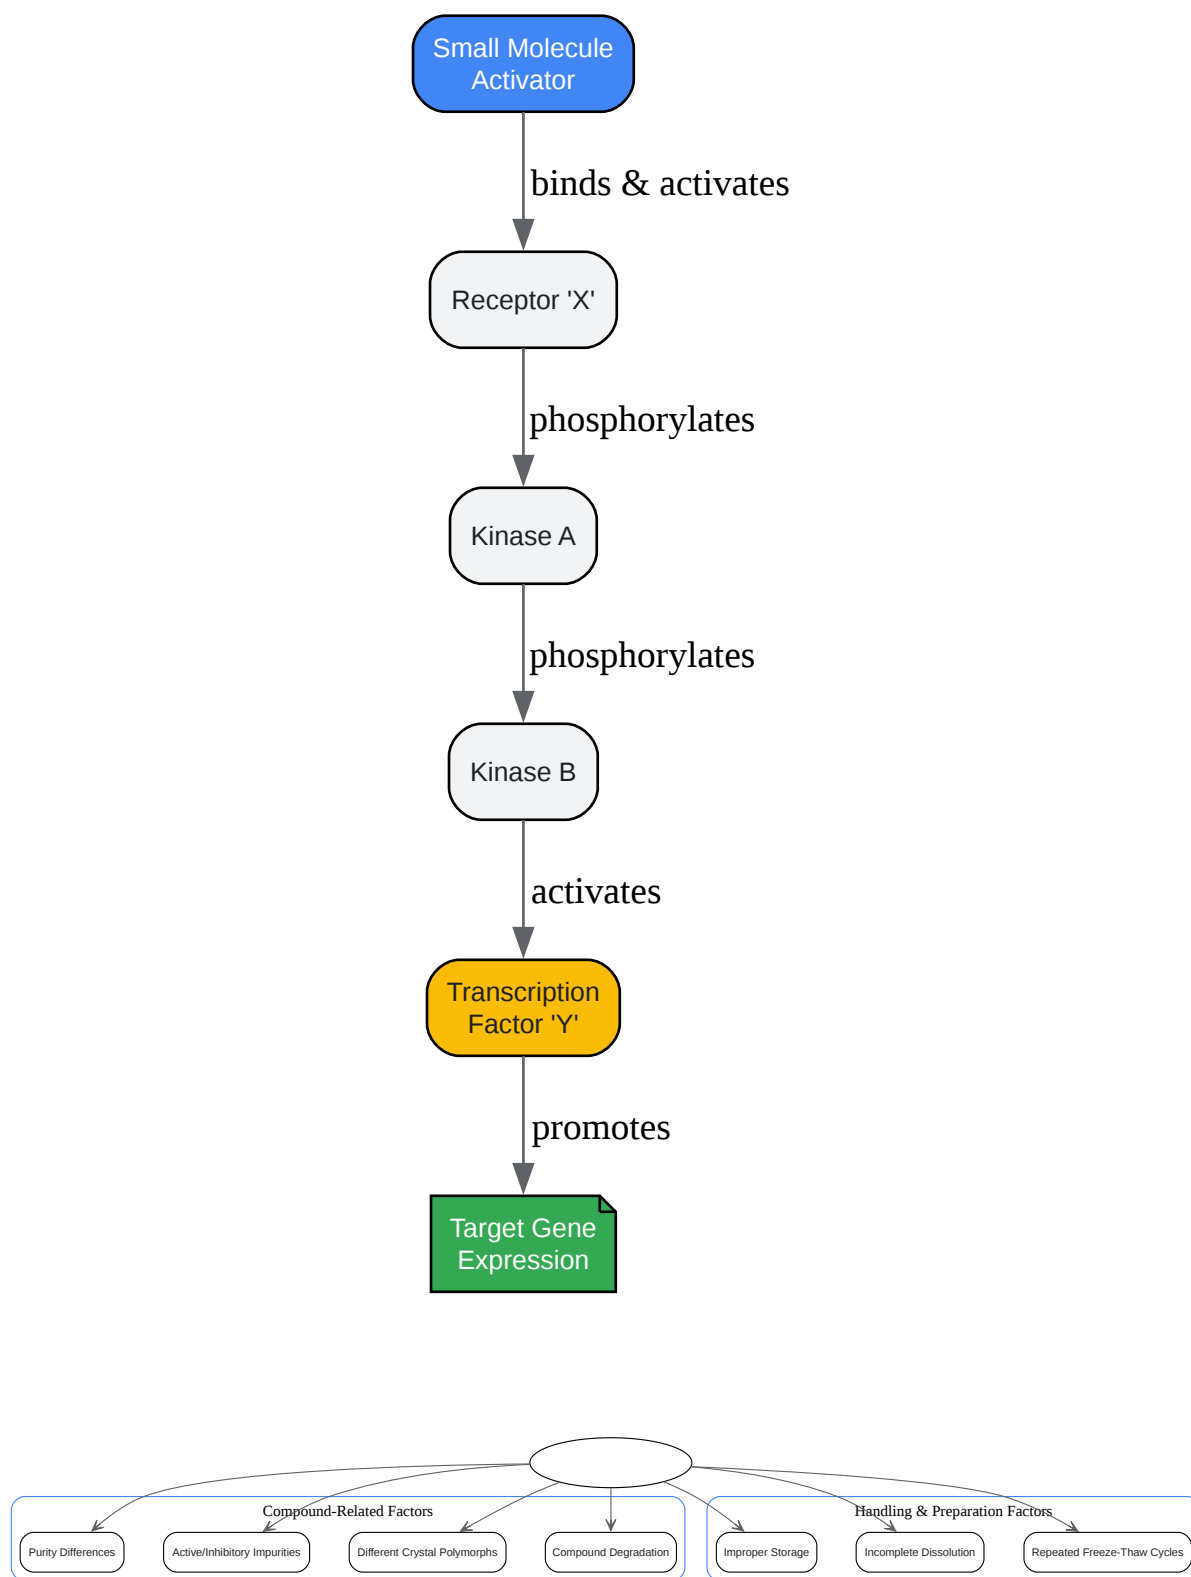 Small Molecule
Activator
binds & activates
Receptor 'X'
phosphorylates
Kinase A
phosphorylates
Kinase B
activates
Transcription
Factor 'Y'
promotes
Target Gene
Expression
Compound-Related Factors
Purity Differences
Active/Inhibitory Impurities
Different Crystal Polymorphs
Compound Degradation
Handling & Preparation Factors
Improper Storage
Incomplete Dissolution
Repeated Freeze-Thaw Cycles